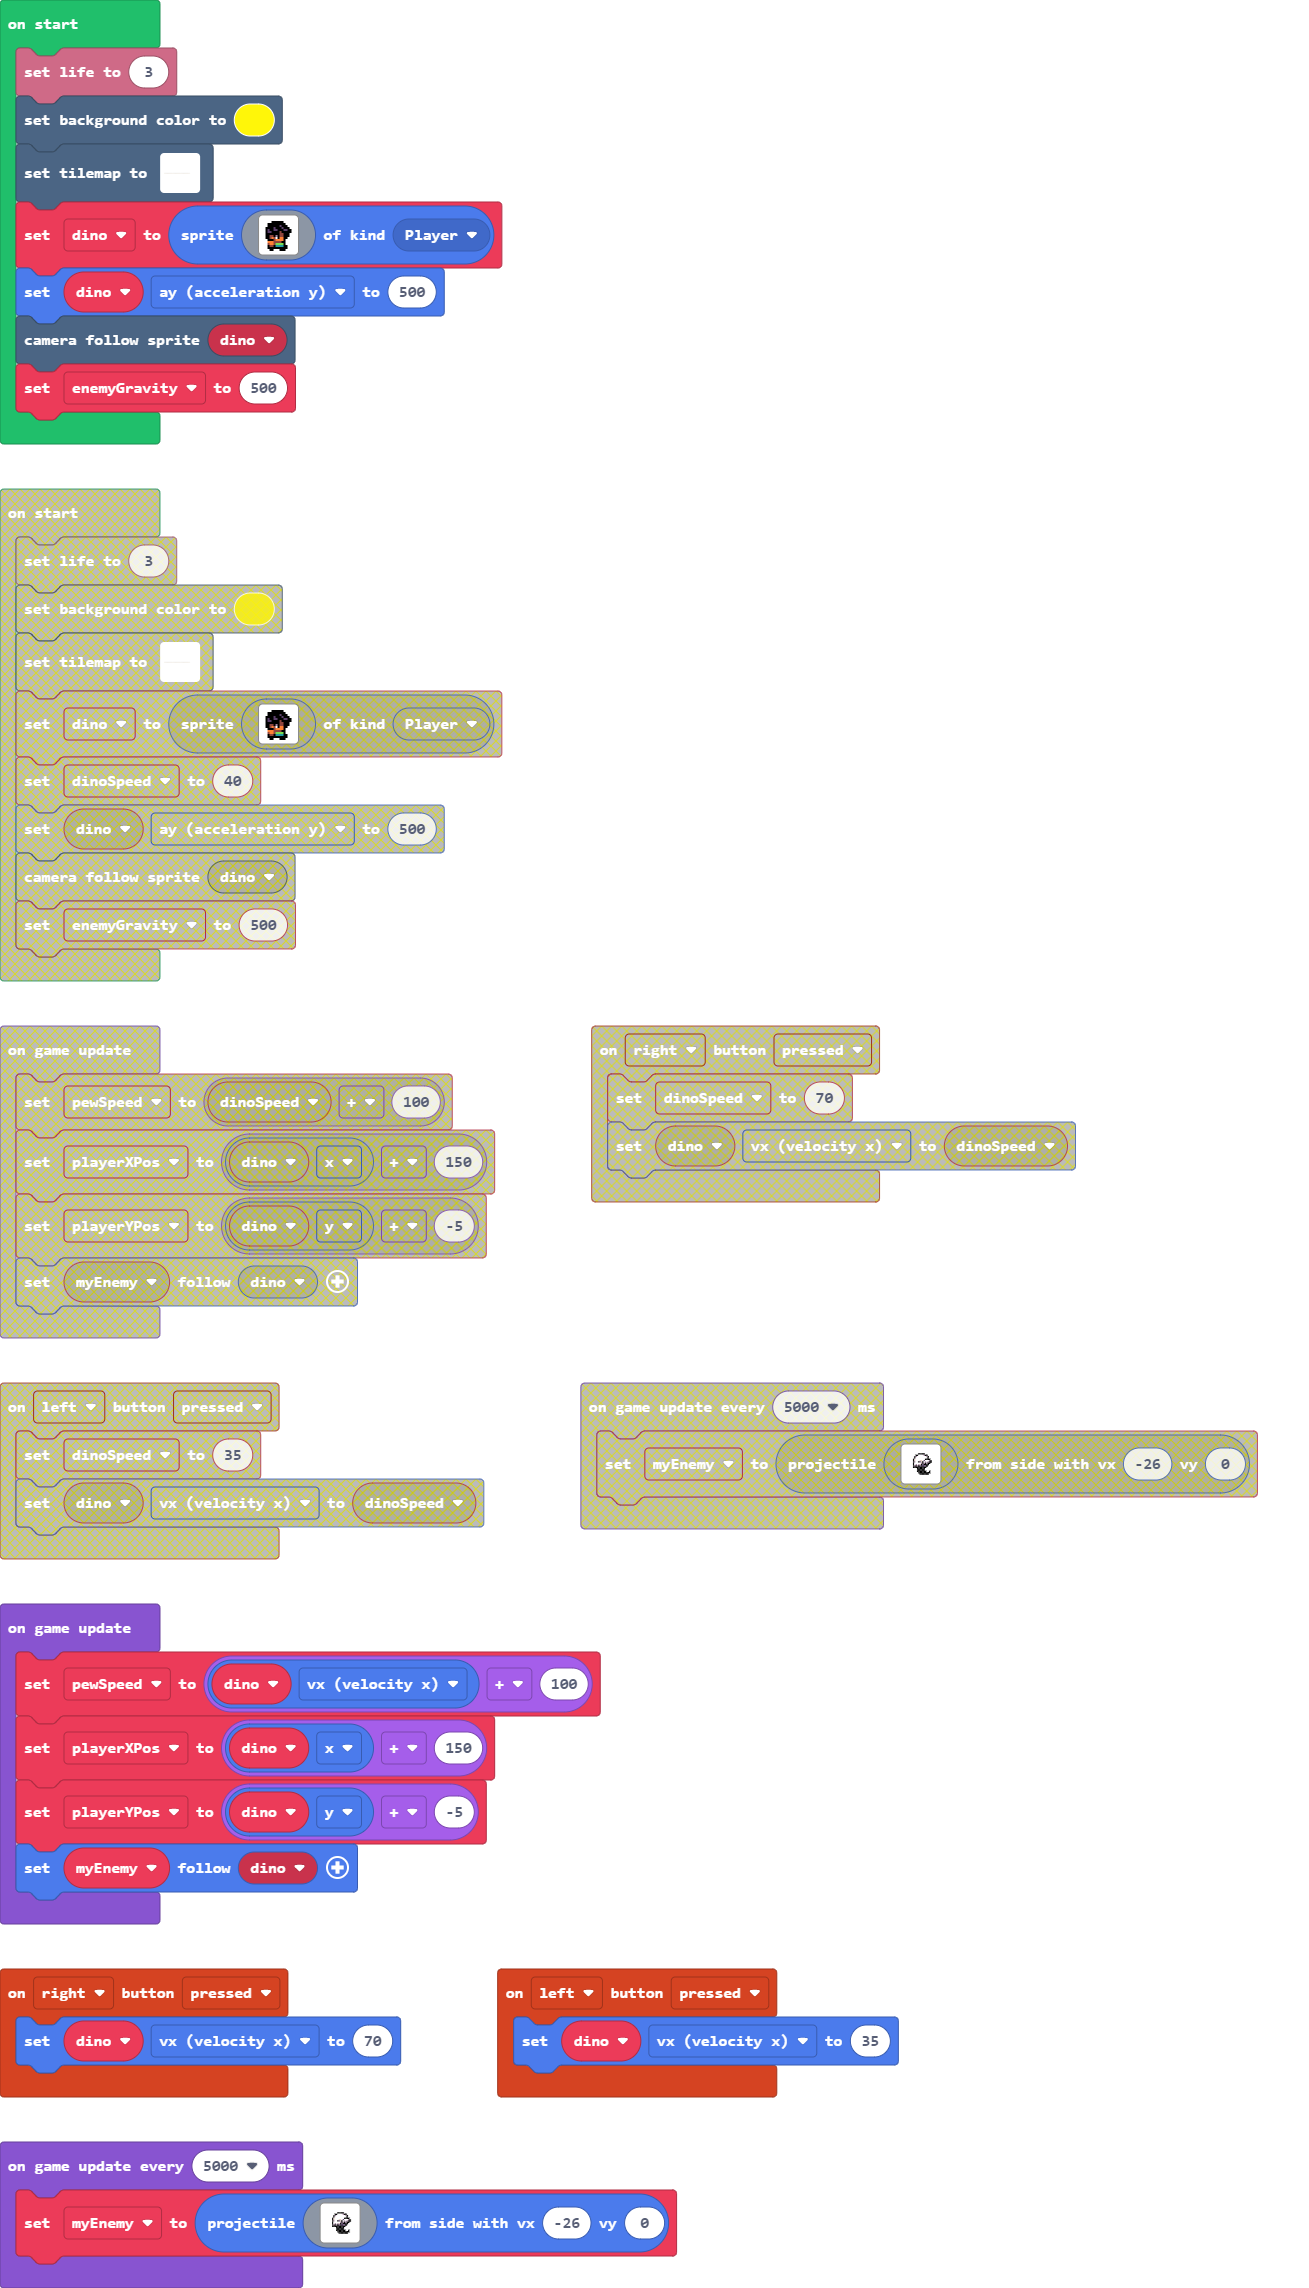 on start
set life to 3
set background color to
set tilemap to
set dino to sprite of kind Player
set dino ay (acceleration y) to 500
camera follow sprite dino
set enemyGravity to 500
on start
set life to 3
set background color to
set tilemap to
set dino to sprite of kind Player
set dinoSpeed to 40
set dino ay (acceleration y) to 500
camera follow sprite dino
set enemyGravity to 500
on game update
set pewSpeed to dinoSpeed + 100
set playerXPos to dino x + 150
set playerYPos to dino y + -5
set myEnemy follow dino
on right button pressed
set dinoSpeed to 70
set dino vx (velocity x) to dinoSpeed
on left button pressed
set dinoSpeed to 35
set dino vx (velocity x) to dinoSpeed
on game update every 5000 ms
set myEnemy to projectile from side with vx -26 vy 0
on game update
set pewSpeed to dino vx (velocity x) + 100
set playerXPos to dino x + 150
set playerYPos to dino y + -5
set myEnemy follow dino
on right button pressed
set dino vx (velocity x) to 70
on left button pressed
set dino vx (velocity x) to 35
on game update every 5000 ms
set myEnemy to projectile from side with vx -26 vy 0